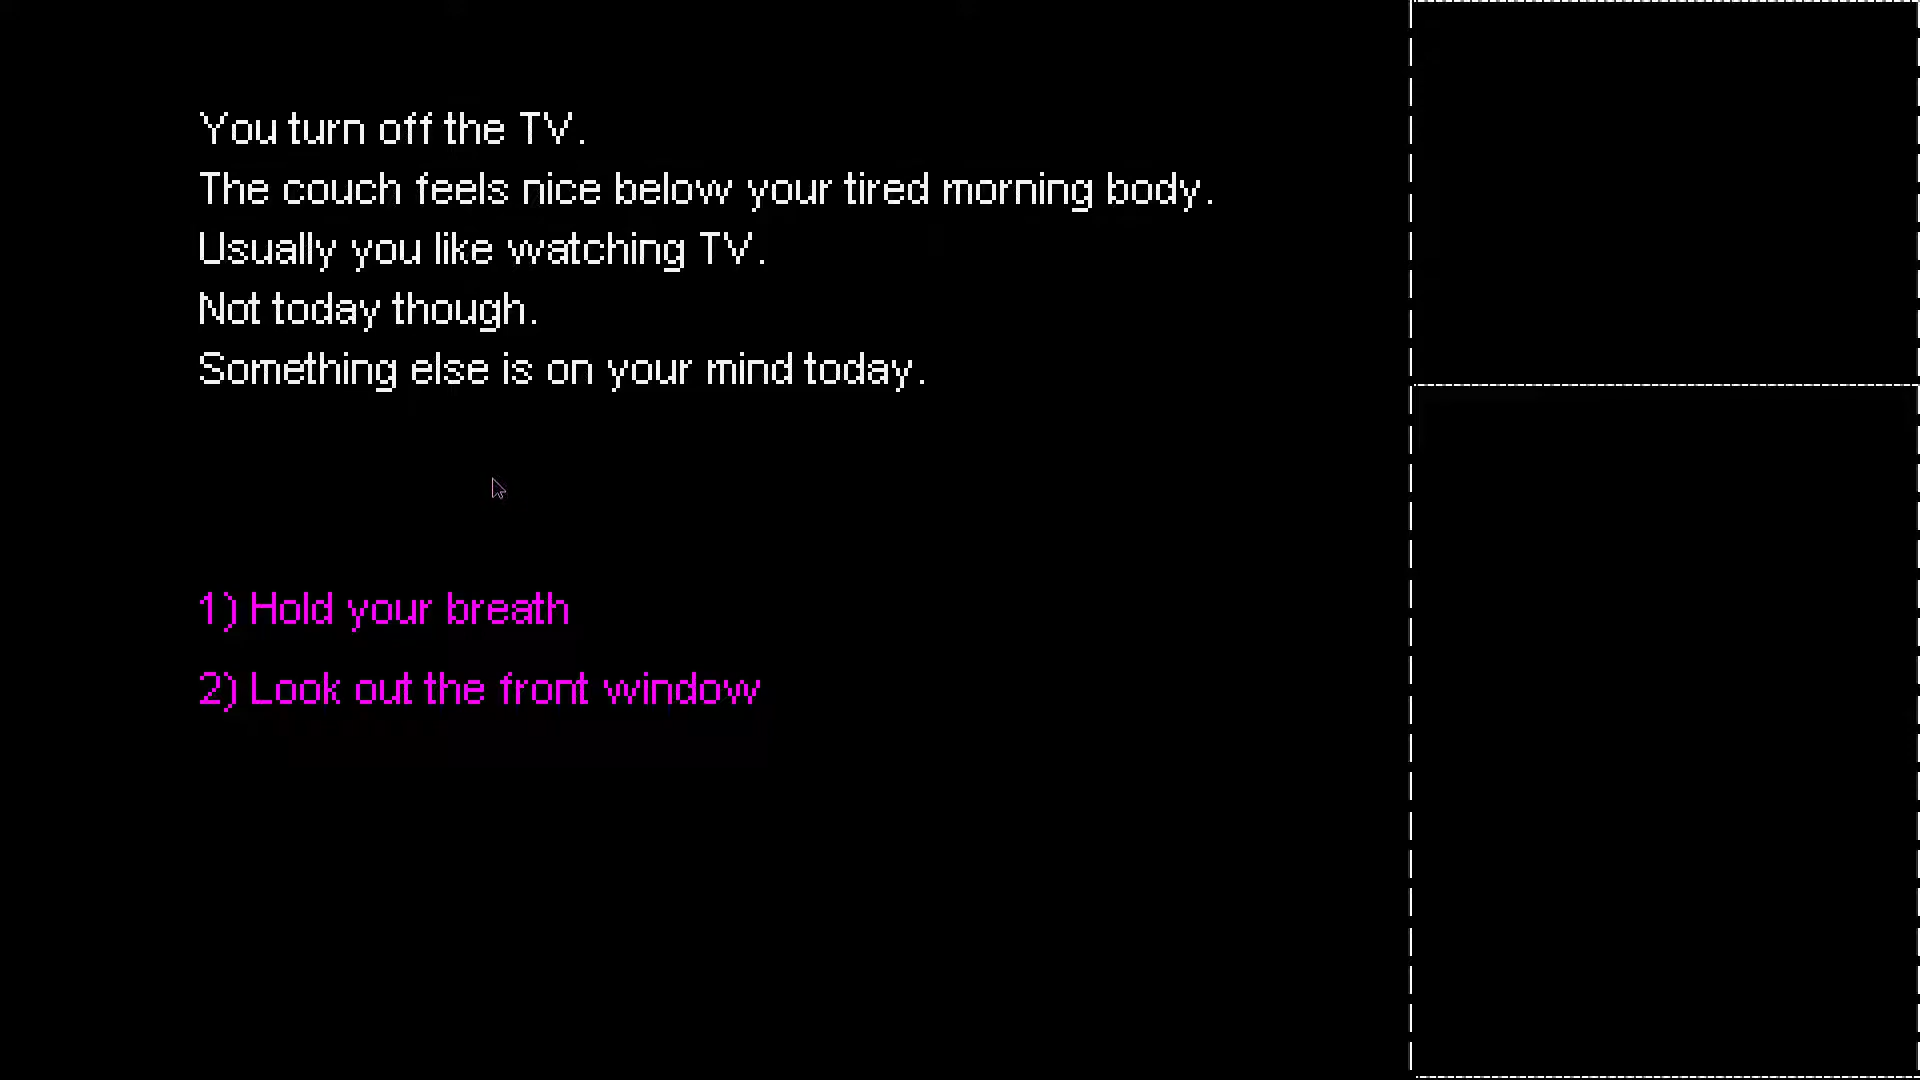 You turn off the TV.
The couch feels nice below your tired morning body.
Usually you like watching TV.
Not today though.
Something else is on your mind today.
1) Hold your breath
2) Look out the front window